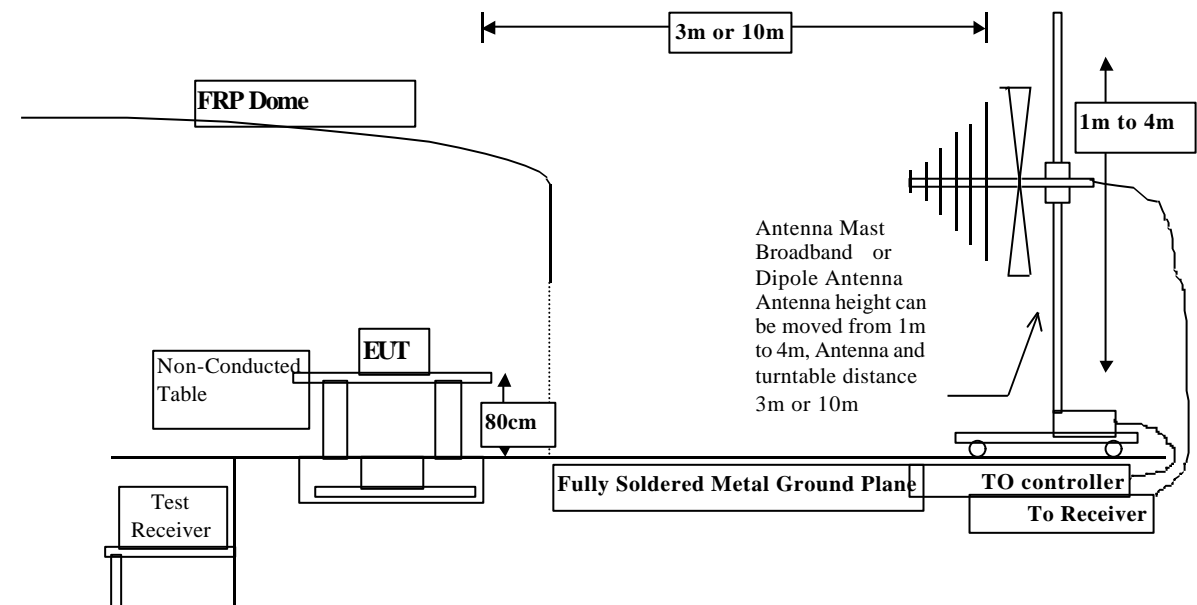 3m or 10m
FRP Dome
1m to 4m
Antenna Mast
Broadband or
Dipole Antenna
Antenna height can
be moved from 1m
to 4m, Antenna and
turntable distance
3m or 10m
EUT
Non-Conducted
Table
80cm
Fully Soldered Metal Ground Plane
TO controller
To Receiver
Test
Receiver